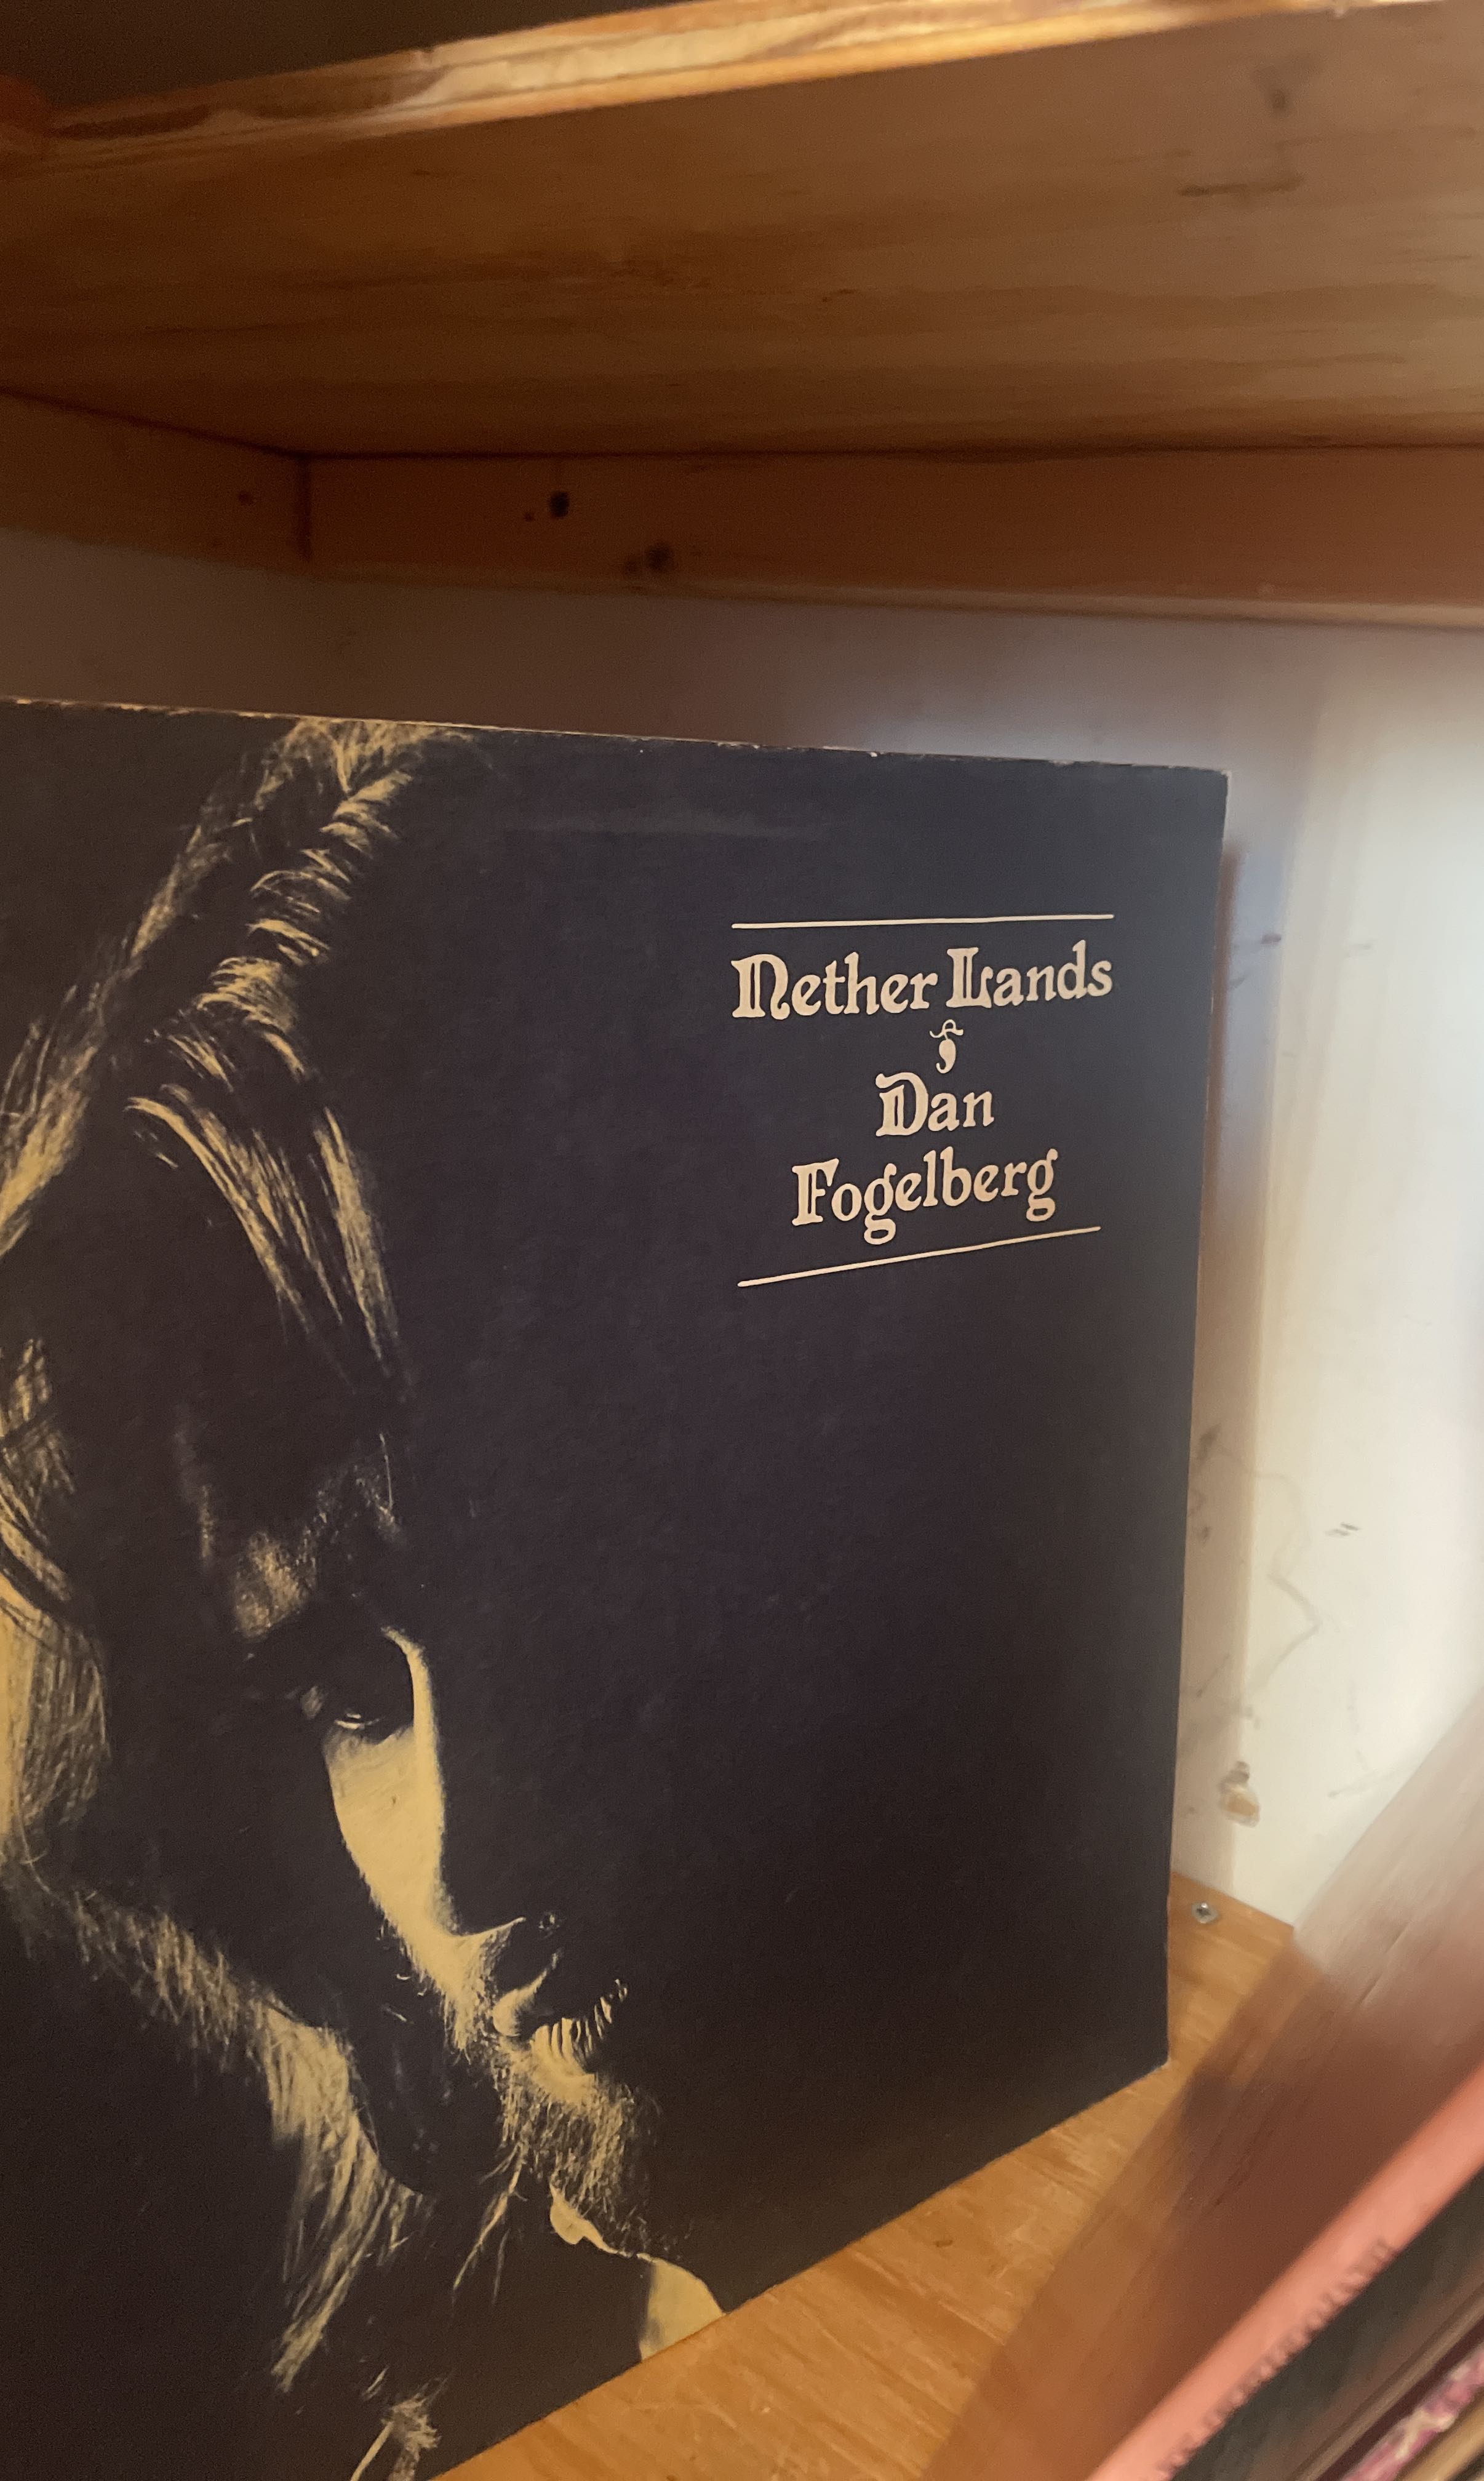 Nether Lands
Dan
Fogelberg